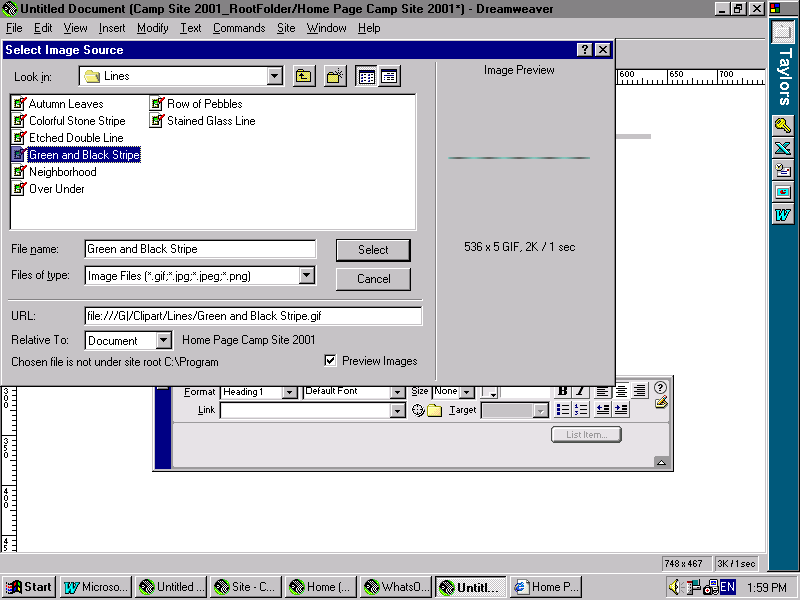 Untitled Document (Camp Site 2001_RootFolder/Home Page Camp Site 2001*) - Dreamweaver
File Edit View Insert Modify Text Commands Site Window Help
Select Image Source
Look in: Lines
Image Preview
600 650 700
Taylors
Autumn Leaves
Colorful Stone Stripe
Etched Double Line
Green and Black Stripe
Neighborhood
Over Under
Row of Pebbles
Stained Glass Line
536 x 5 GIF, 2K / 1 sec
File name: Green and Black Stripe Select
Files of type: Image Files (*.gif;*.jpg;*.jpeg;*.png) Cancel
URL: file:///G|/Clipart/Lines/Green and Black Stripe.gif
Relative To: Document Home Page Camp Site 2001
Chosen file is not under site root C:\Program
Preview Images
Format Heading 1 Default Font Size None B I
Link Target
List Item...
300
350
400
45
748 x 467 3K / 1 sec
Start Microso... Untitled ... Site - C... Home (... WhatsO... Untitl... Home P... EN 1:59 PM